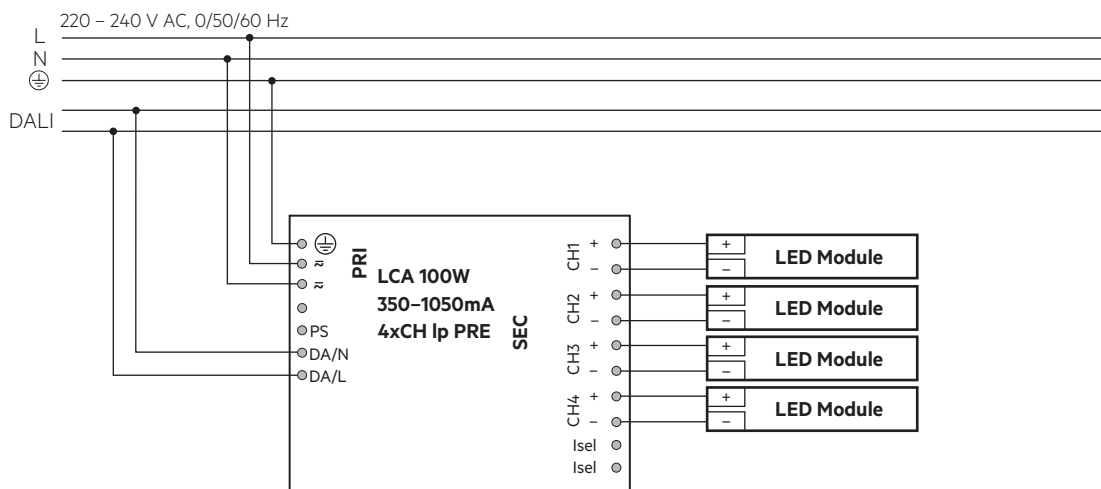 220 – 240 V AC, 0/50/60 Hz
L
N
DALI
PRI
LCA 100W
350–1050mA
4xCH lp PRE
SEC
≂
≂
PS
DA/N
DA/L
CH1 + –
CH2 + –
CH3 + –
CH4 + –
Isel
Isel
+ – LED Module
+ – LED Module
+ – LED Module
+ – LED Module